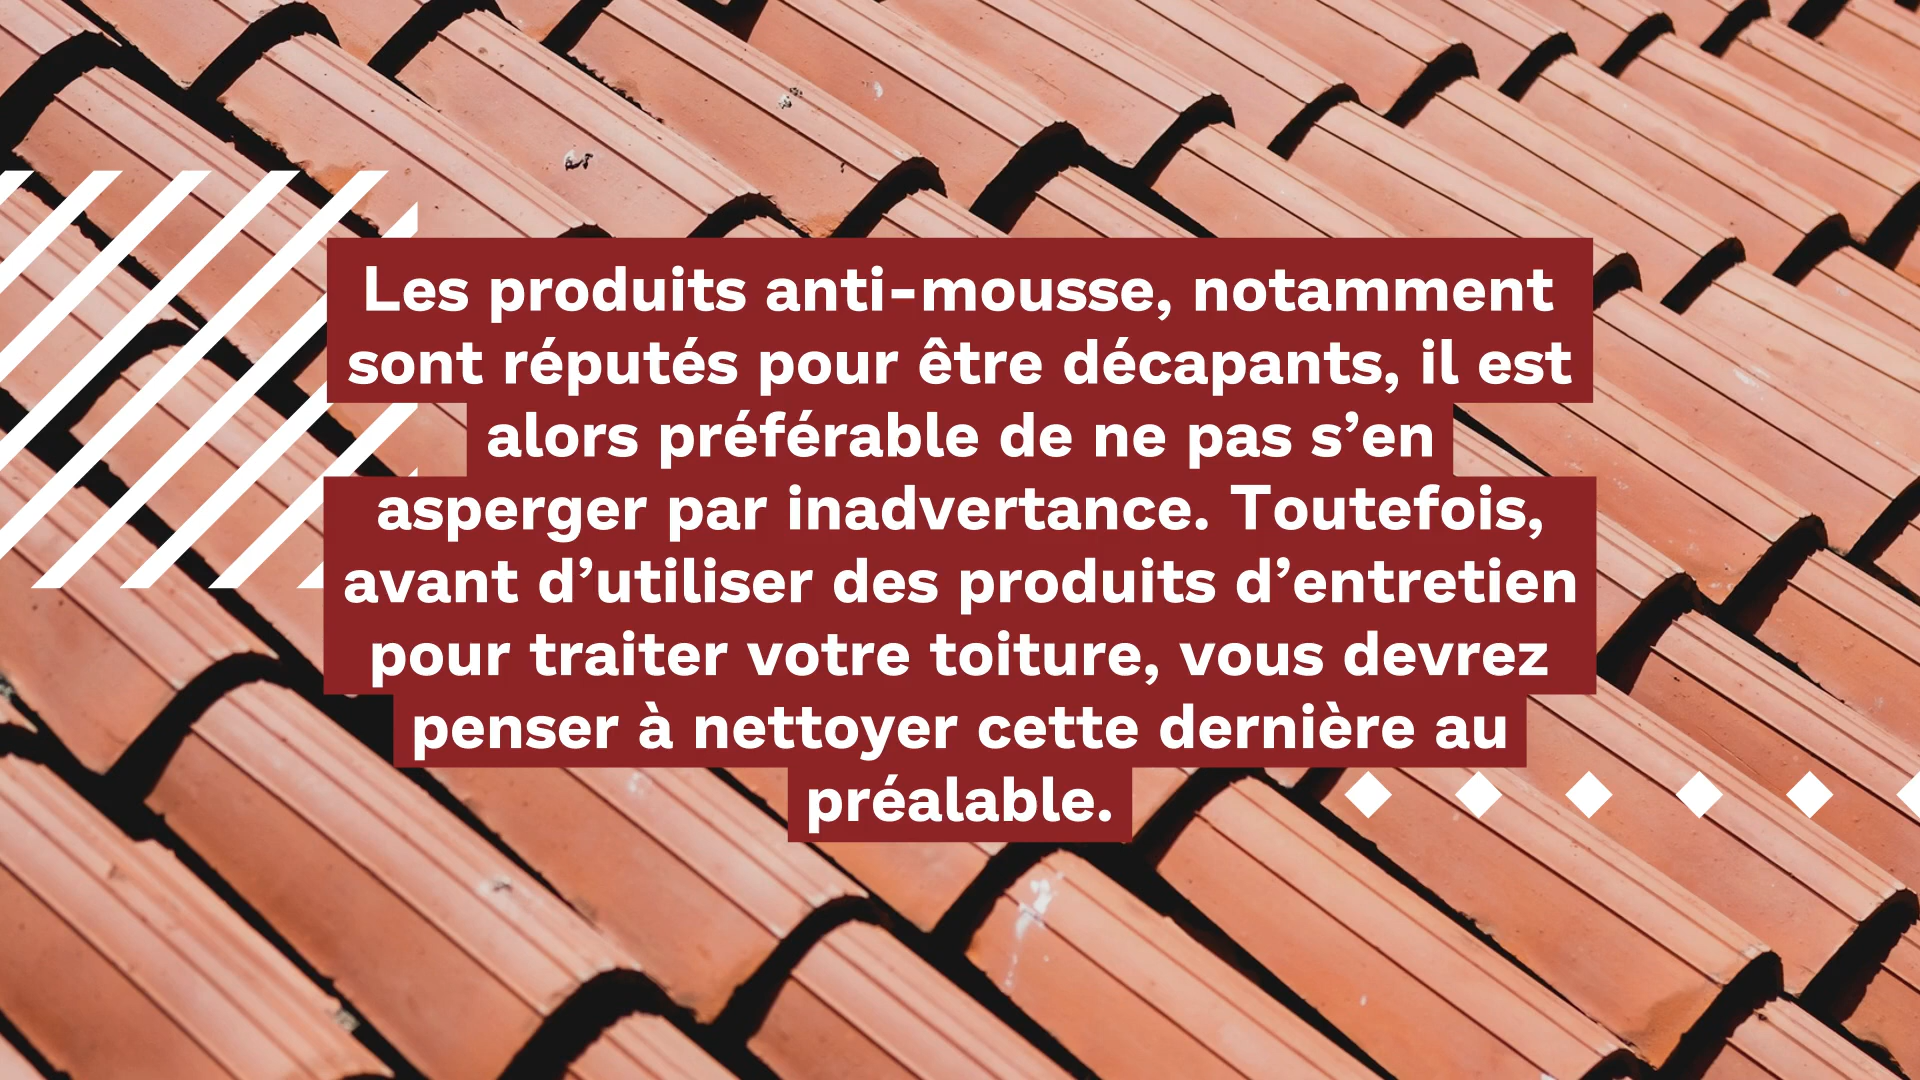 Les produits anti-mousse, notamment
sont réputés pour être décapants, il est
alors préférable de ne pas s’en
asperger par inadvertance. Toutefois,
avant d’utiliser des produits d’entretien
pour traiter votre toiture, vous devrez
penser à nettoyer cette dernière au
préalable.